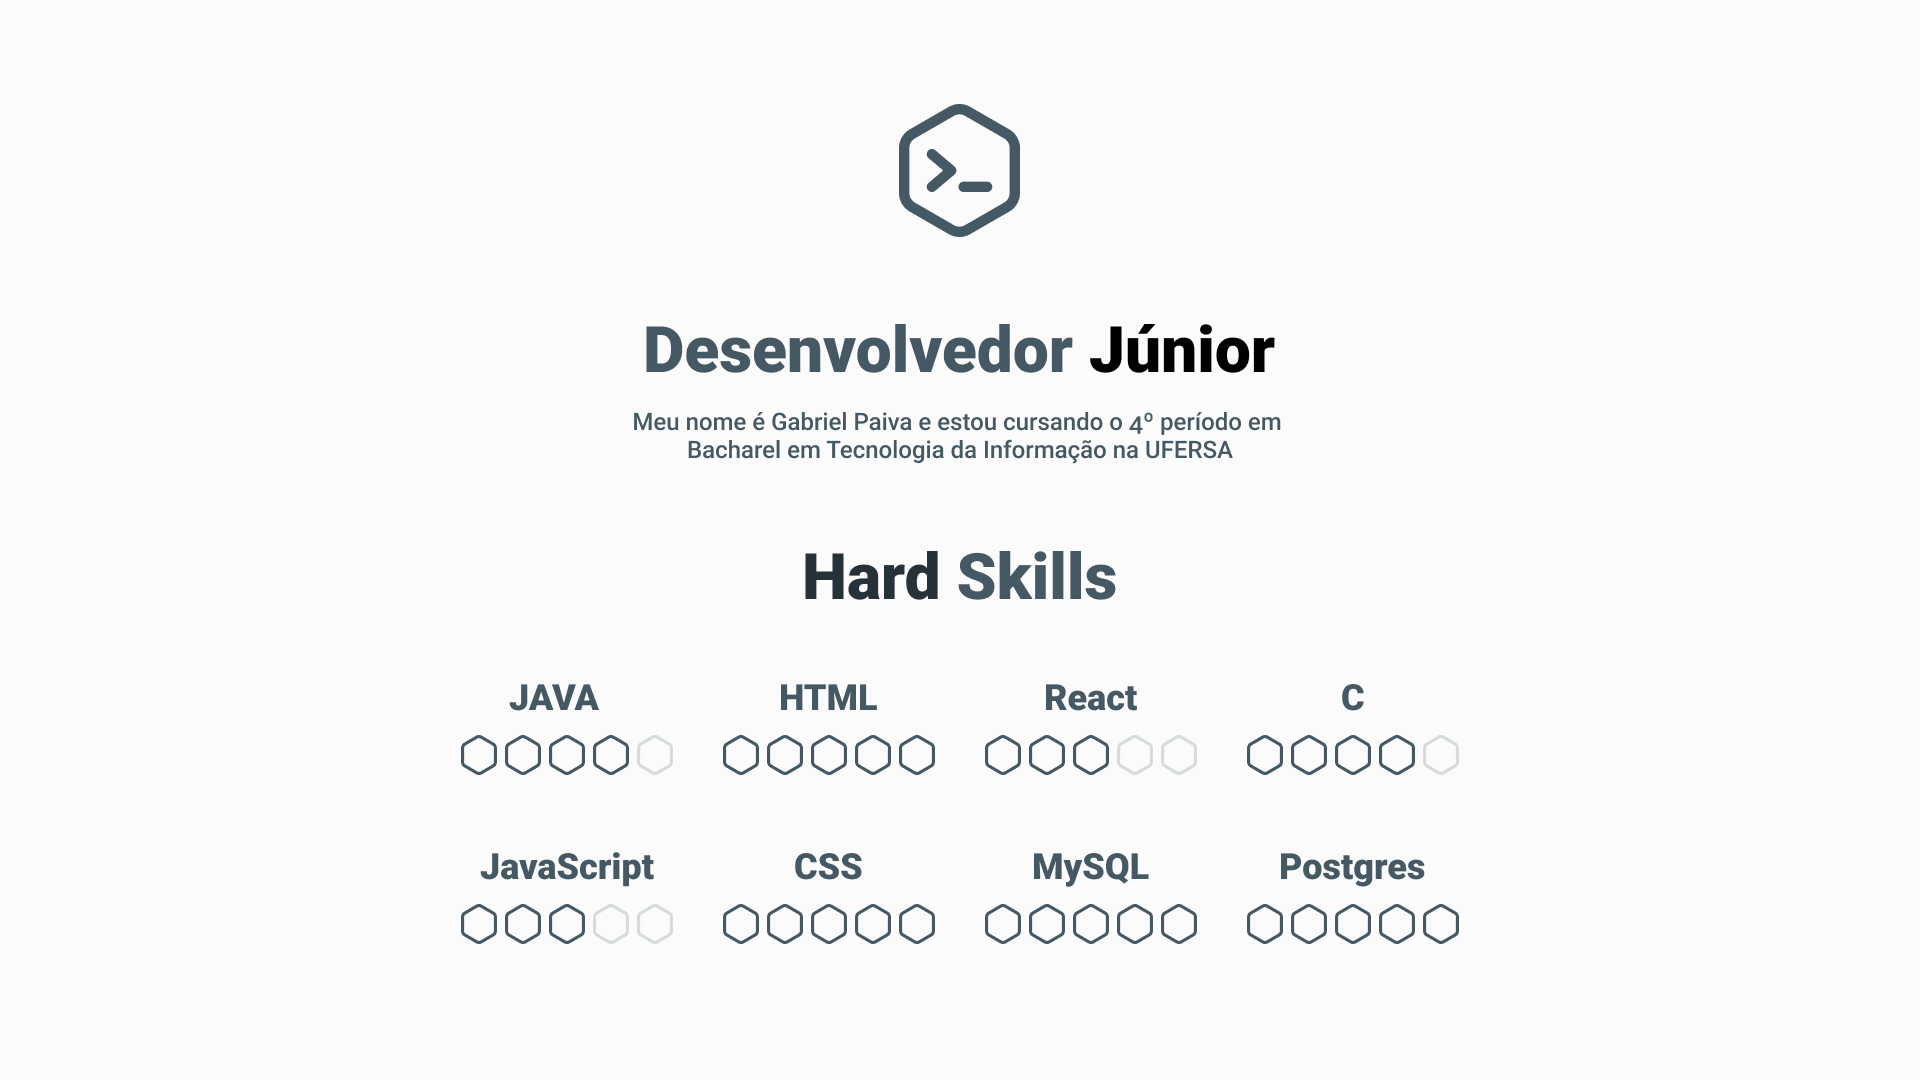 >_
Desenvolvedor Júnior
Meu nome é Gabriel Paiva e estou cursando o 4º período em
Bacharel em Tecnologia da Informação na UFERSA
Hard Skills
JAVA HTML React C
JavaScript CSS MySQL Postgres